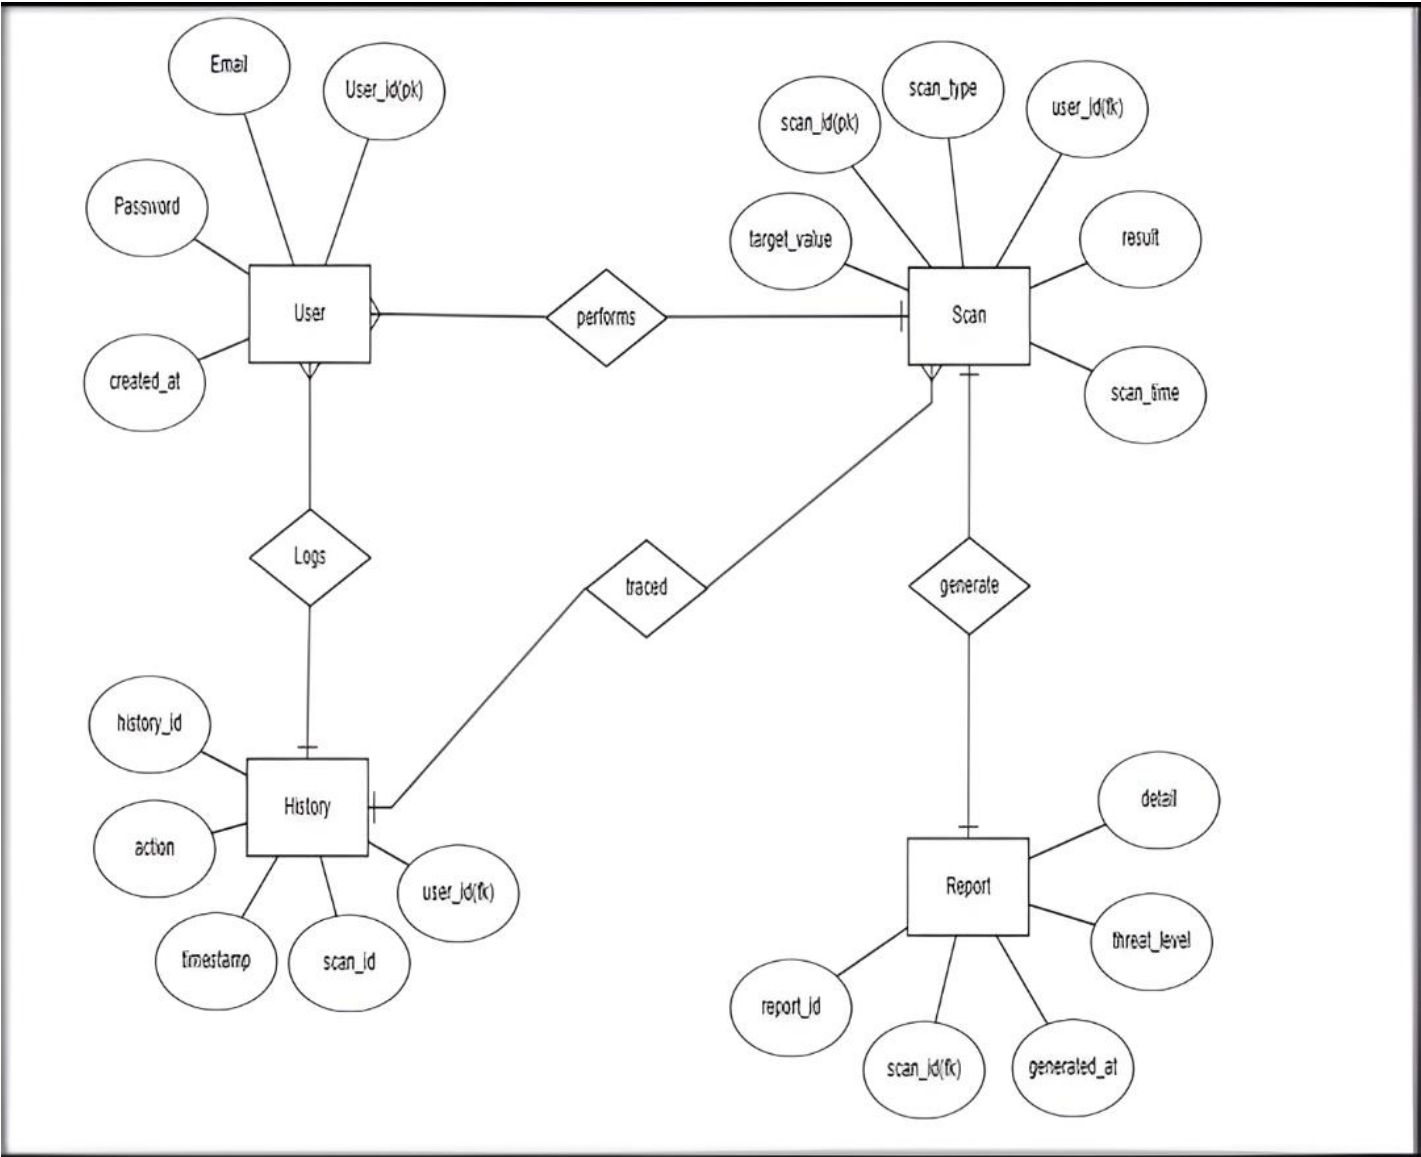 Email
User_id(pk)
Password
created_at
User
performs
scan_id(pk)
scan_type
user_id(fk)
target_value
result
Scan
scan_time
Logs
traced
generate
history_id
action
timestamp
scan_id
user_id(fk)
History
detail
threat_level
Report
report_id
scan_id(fk)
generated_at